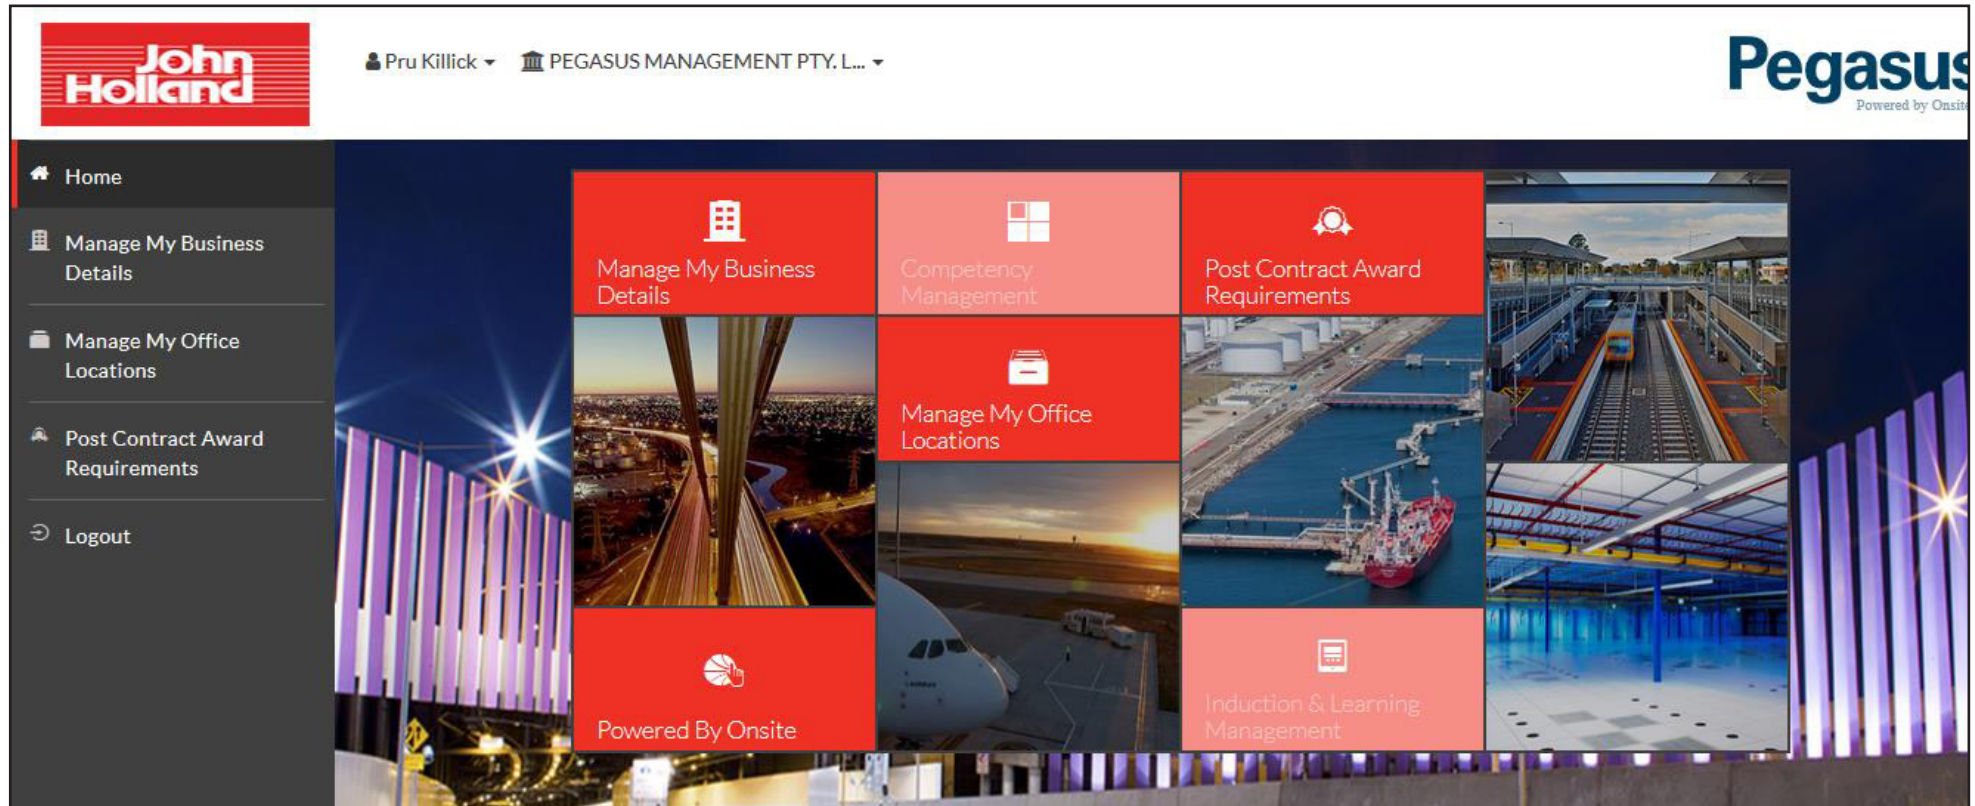 John
Holland
Pru Killick
PEGASUS MANAGEMENT PTY. L...
Pegasus
Powered by Onsite
Home
Manage My Business
Details
Manage My Office
Locations
Post Contract Award
Requirements
Logout
Manage My Business
Details
Competency
Management
Post Contract Award
Requirements
Manage My Office
Locations
Powered By Onsite
Induction & Learning
Management